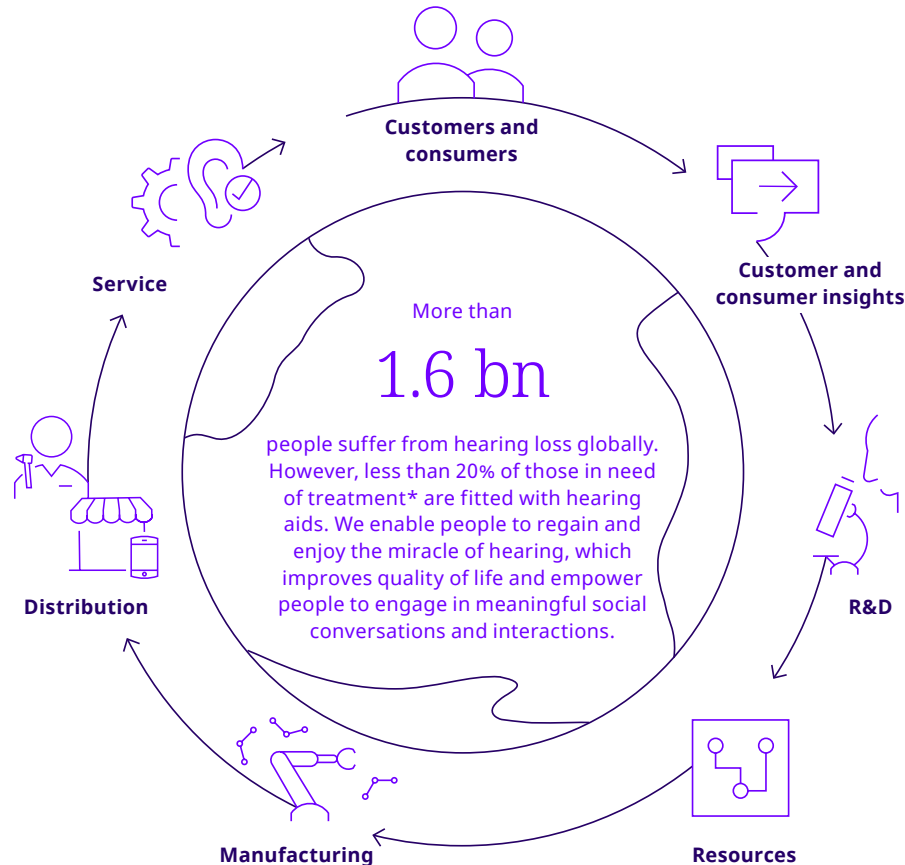 Customers and
consumers
Customer and
consumer insights
R&D
Resources
Manufacturing
Distribution
Service
More than
1.6 bn
people suffer from hearing loss globally.
However, less than 20% of those in need
of treatment* are fitted with hearing
aids. We enable people to regain and
enjoy the miracle of hearing, which
improves quality of life and empower
people to engage in meaningful social
conversations and interactions.